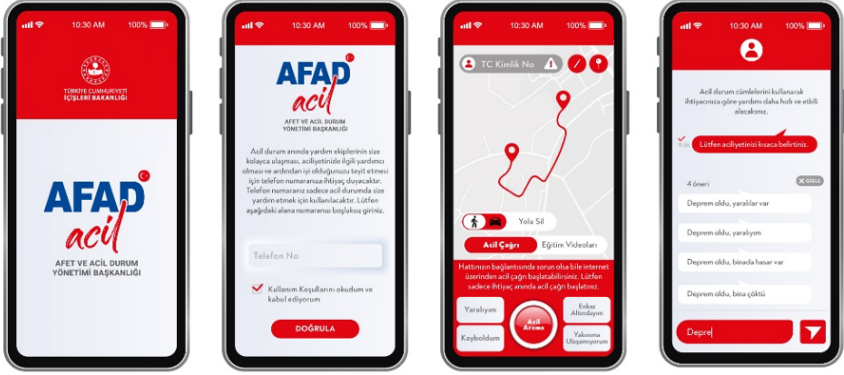 10:30 AM 100%
TÜRKİYE CUMHURİYETİ
İÇİŞLERİ BAKANLIĞI
AFAD
acil
AFET VE ACİL DURUM
YÖNETİMİ BAŞKANLIĞI
10:30 AM 100%
AFAD
acil
AFET VE ACİL DURUM
YÖNETİMİ BAŞKANLIĞI
Acil durum anında yardım ekiplerinin size
kolayca ulaşması, aciliyetinizle ilgili yardımcı
olması ve ardından iyi olduğunuzu teyit etmesi
için telefon numaranıza ihtiyaç duyacaktır.
Telefon numaranız sadece acil durumda size
yardım etmek için kullanılacaktır. Lütfen
aşağıdaki alana numaranızı boşluksuz giriniz.
Telefon No
Kullanım Koşullarını okudum ve
kabul ediyorum
DOĞRULA
10:30 AM 100%
TC Kimlik No
Yolu Sil
Acil Çağrı Eğitim Videoları
Hattınızın bağlantısında sorun olsa bile internet
üzerinden acil çağrı başlatabilirsiniz. Lütfen
sadece ihtiyaç anında acil çağrı başlatınız.
Yaralıyım
Enkaz
Altındayım
Acil
Arama
Kayboldum
Yakınıma
Ulaşamıyorum
10:30 AM 100%
Acil durum cümlelerini kullanarak
ihtiyacınıza göre yardımı daha hızlı ve etkili
alacaksınız.
Lütfen aciliyetinizi kısaca belirtiniz.
4 öneri
GİZLE
Deprem oldu, yaralılar var
Deprem oldu, yaralıyım
Deprem oldu, binada hasar var
Deprem oldu, bina çöktü
Depre